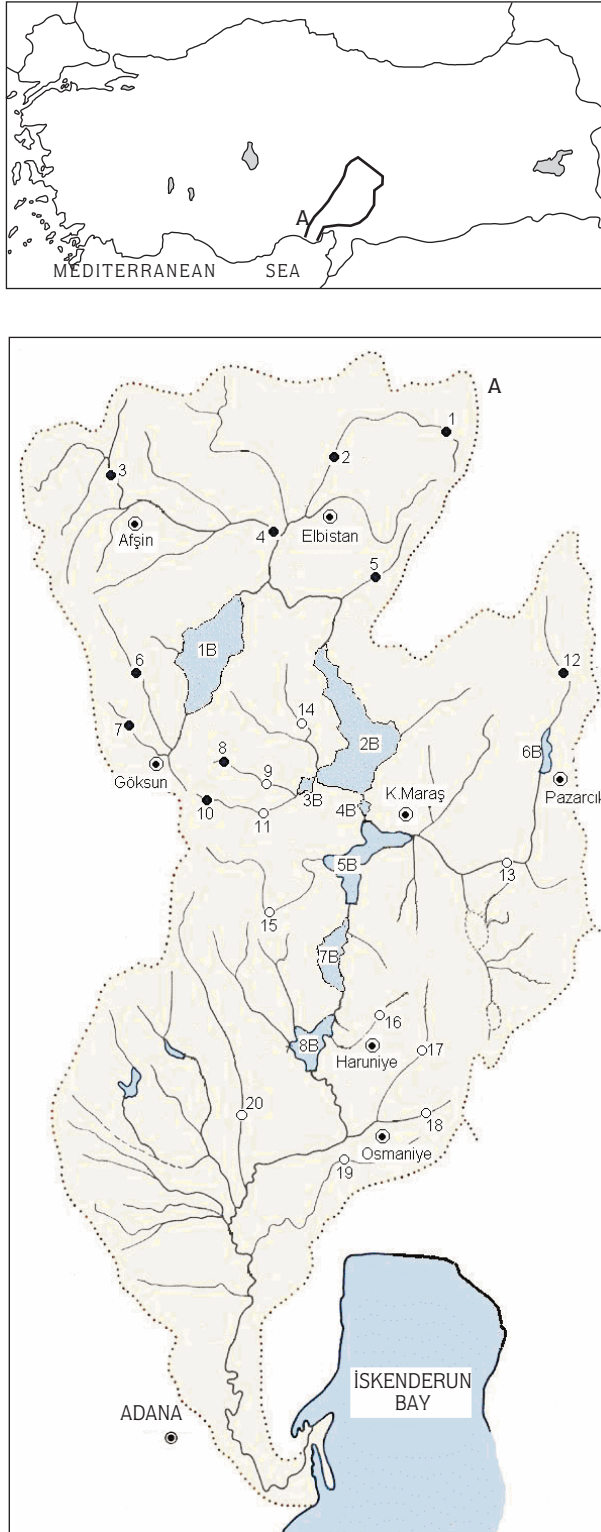 A
MEDITERRANEAN SEA
A
1
2
3
Afşin
4
Elbistan
5
1B
6
12
14
2B
7
8
6B
Göksun
9
3B
K.Maraş
Pazarcık
10
4B
11
5B
13
15
7B
16
8B
Haruniye
17
20
18
Osmaniye
19
İSKENDERUN
BAY
ADANA